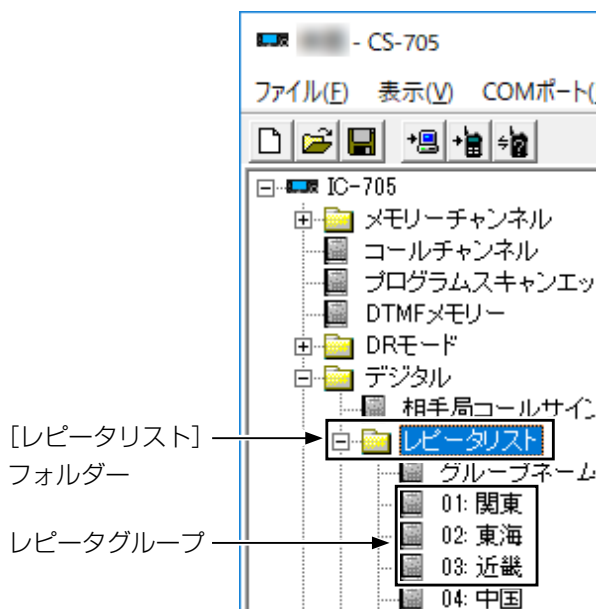 - CS-705
ファイル(F) 表示(V) COMポート(
IC-705
メモリーチャンネル
コールチャンネル
プログラムスキャンエッ
DTMFメモリー
DRモード
デジタル
相手局コールサイン
[レピータリスト]
フォルダー
レピータリスト
グループネーム
レピータグループ
01: 関東
02: 東海
03: 近畿
04: 中国